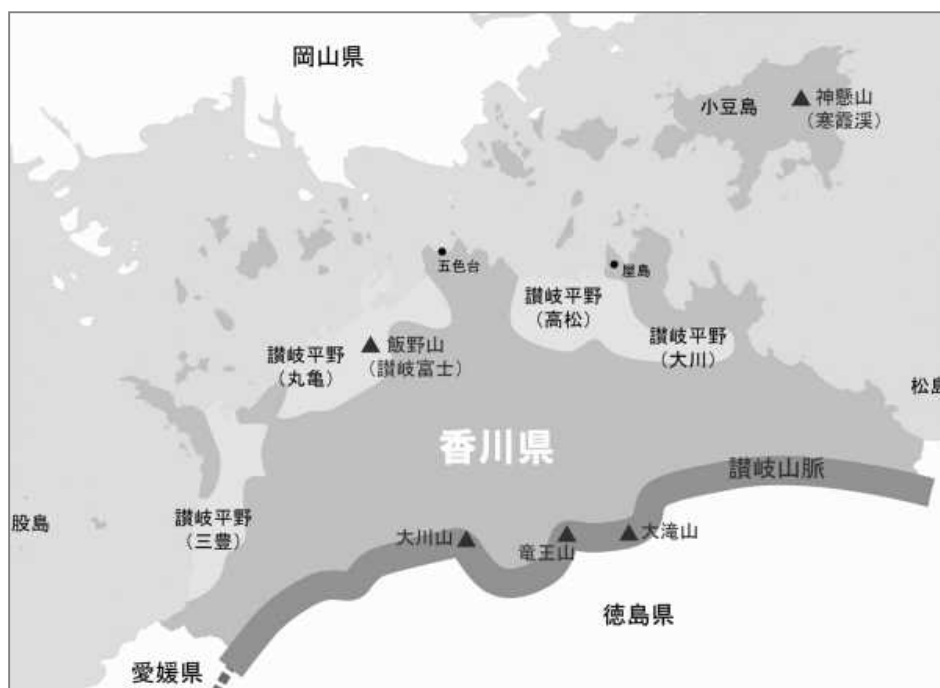 岡山県
小豆島
神懸山
（寒霞渓）
五色台
屋島
讃岐平野
（高松）
讃岐平野
（大川）
飯野山
（讃岐富士）
讃岐平野
（丸亀）
松島
香川県
讃岐山脈
股島
讃岐平野
（三豊）
大川山
竜王山
大滝山
徳島県
愛媛県